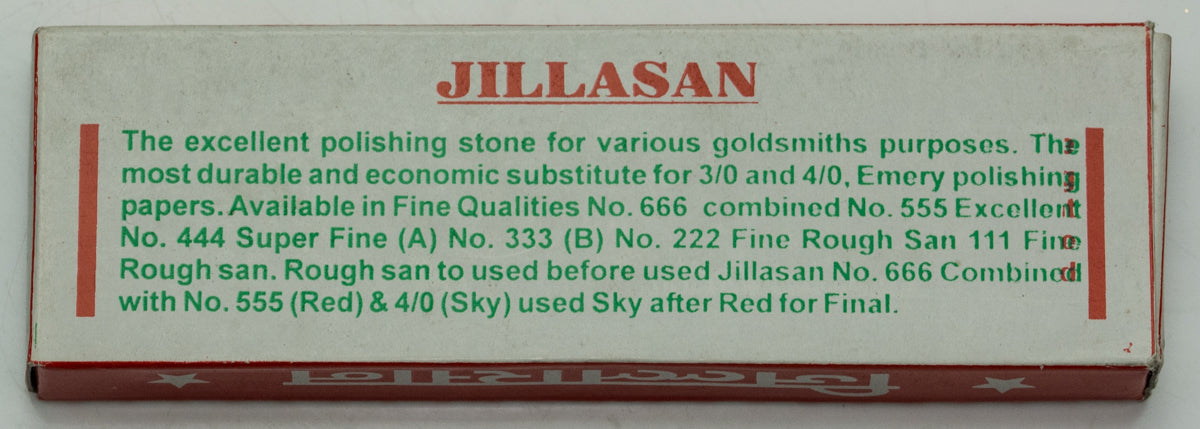 JILLASAN
The excellent polishing stone for various goldsmiths purposes. The
most durable and economic substitute for 3/0 and 4/0, Emery polishing
papers. Available in Fine Qualities No. 666 combined No. 555 Excellent
No. 444 Super Fine (A) No. 333 (B) No. 222 Fine Rough San 111 Fine
Rough san. Rough san to used before used Jillasan No. 666 Combined
with No. 555 (Red) & 4/0 (Sky) used Sky after Red for Final.
जिल्लासान